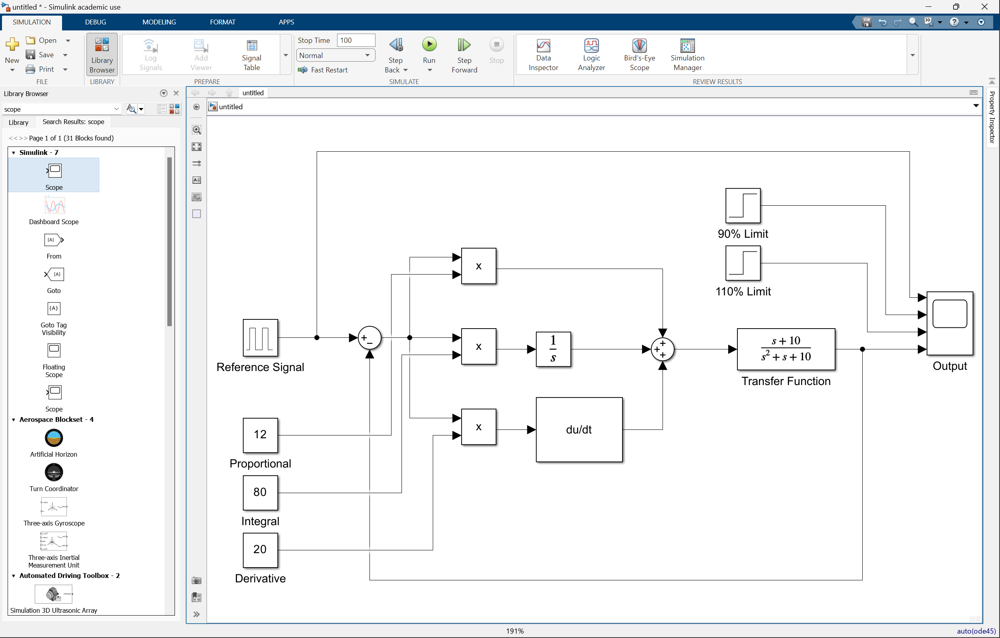 untitled * - Simulink academic use
SIMULATION
DEBUG
MODELING
FORMAT
APPS
New
Open
Save
Print
FILE
Library
Browser
LIBRARY
Log
Signals
Add
Viewer
Signal
Table
PREPARE
Stop Time 100
Normal
Fast Restart
Step
Back
Run
Step
Forward
Stop
SIMULATE
Data
Inspector
Logic
Analyzer
Bird's-Eye
Scope
Simulation
Manager
REVIEW RESULTS
Library Browser
scope
Library
Search Results: scope
<< >> Page 1 of 1 (31 Blocks found)
Simulink - 7
Scope
Dashboard Scope
[A]
From
[A]
Goto
{A}
Goto Tag
Visibility
Floating
Scope
Scope
Aerospace Blockset - 4
Artificial Horizon
Turn Coordinator
Three-axis Gyroscope
Three-axis Inertial
Measurement Unit
Automated Driving Toolbox - 2
Simulation 3D Ultrasonic Array
untitled
untitled
Property Inspector
90% Limit
110% Limit
x
Reference Signal
+
−
x
1
s
+
+
+
s + 10
s² + s + 10
Transfer Function
Output
x
du/dt
12
Proportional
80
Integral
20
Derivative
191%
auto(ode45)